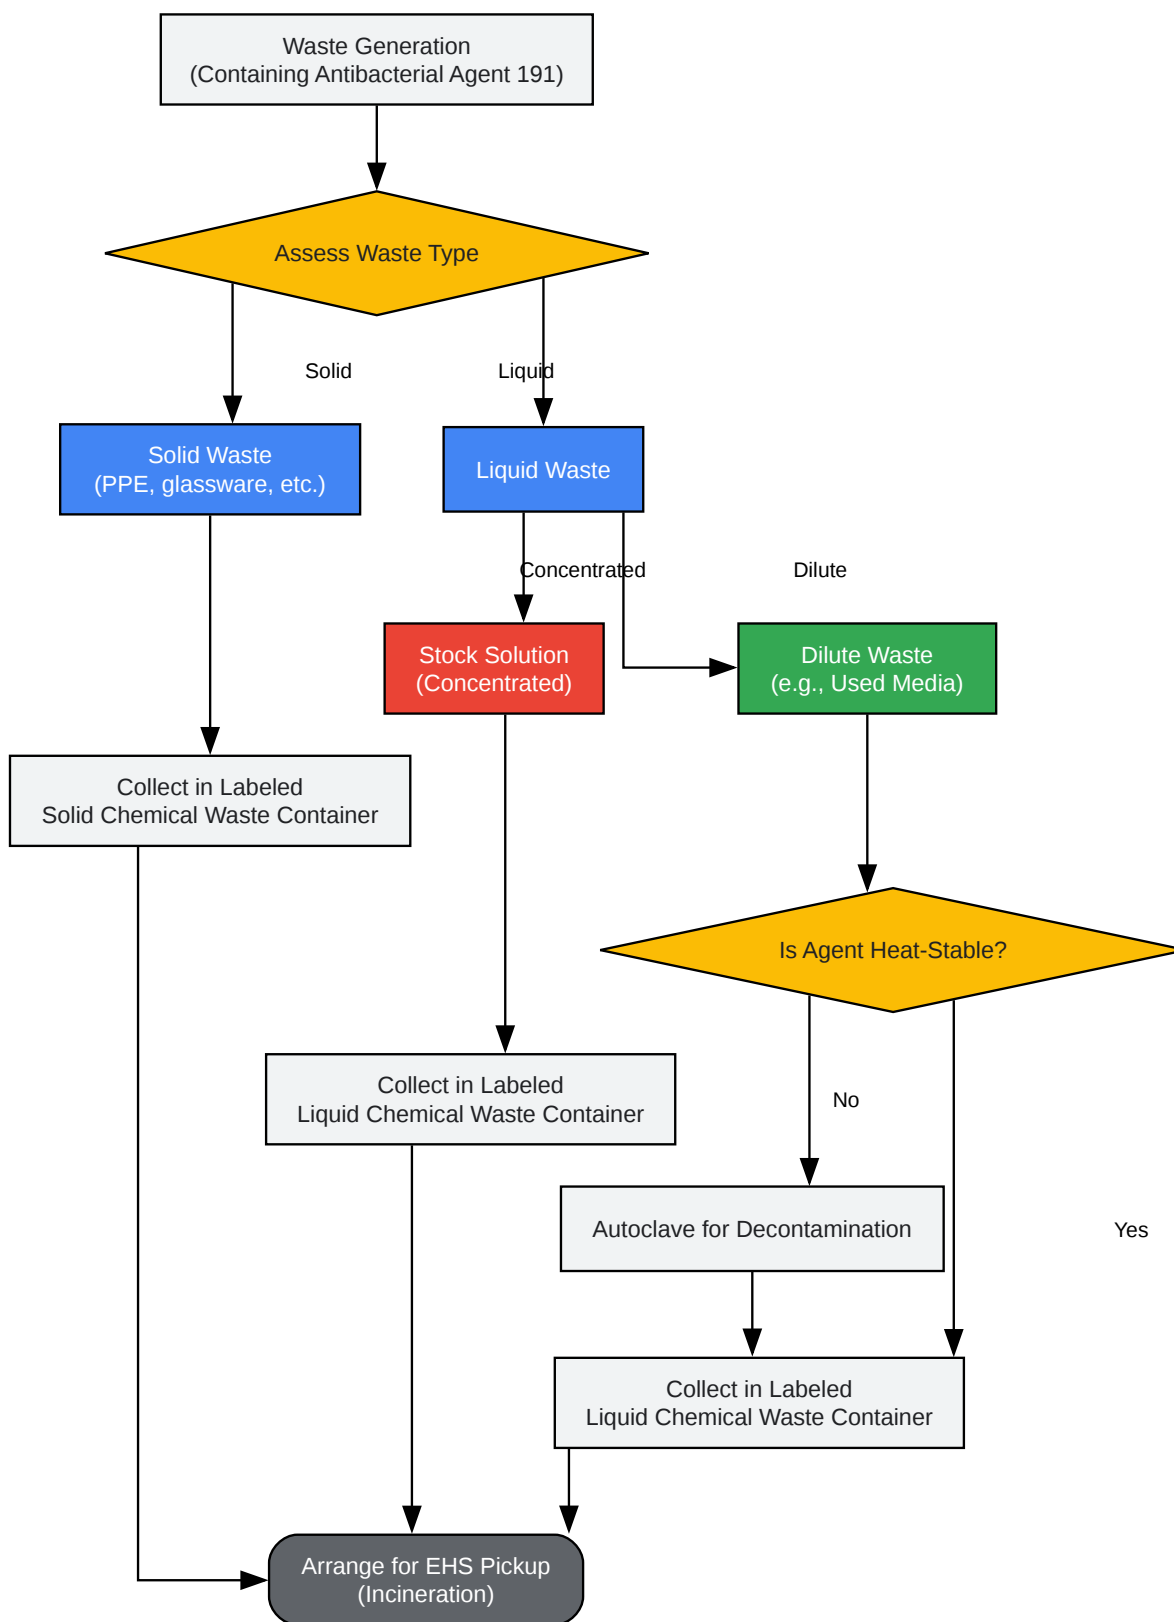 Waste Generation
(Containing Antibacterial Agent 191)
Assess Waste Type
Solid
Liquid
Solid Waste
(PPE, glassware, etc.)
Liquid Waste
Concentrated
Dilute
Stock Solution
(Concentrated)
Dilute Waste
(e.g., Used Media)
Collect in Labeled
Solid Chemical Waste Container
Is Agent Heat-Stable?
Collect in Labeled
Liquid Chemical Waste Container
No
Autoclave for Decontamination
Yes
Collect in Labeled
Liquid Chemical Waste Container
Arrange for EHS Pickup
(Incineration)